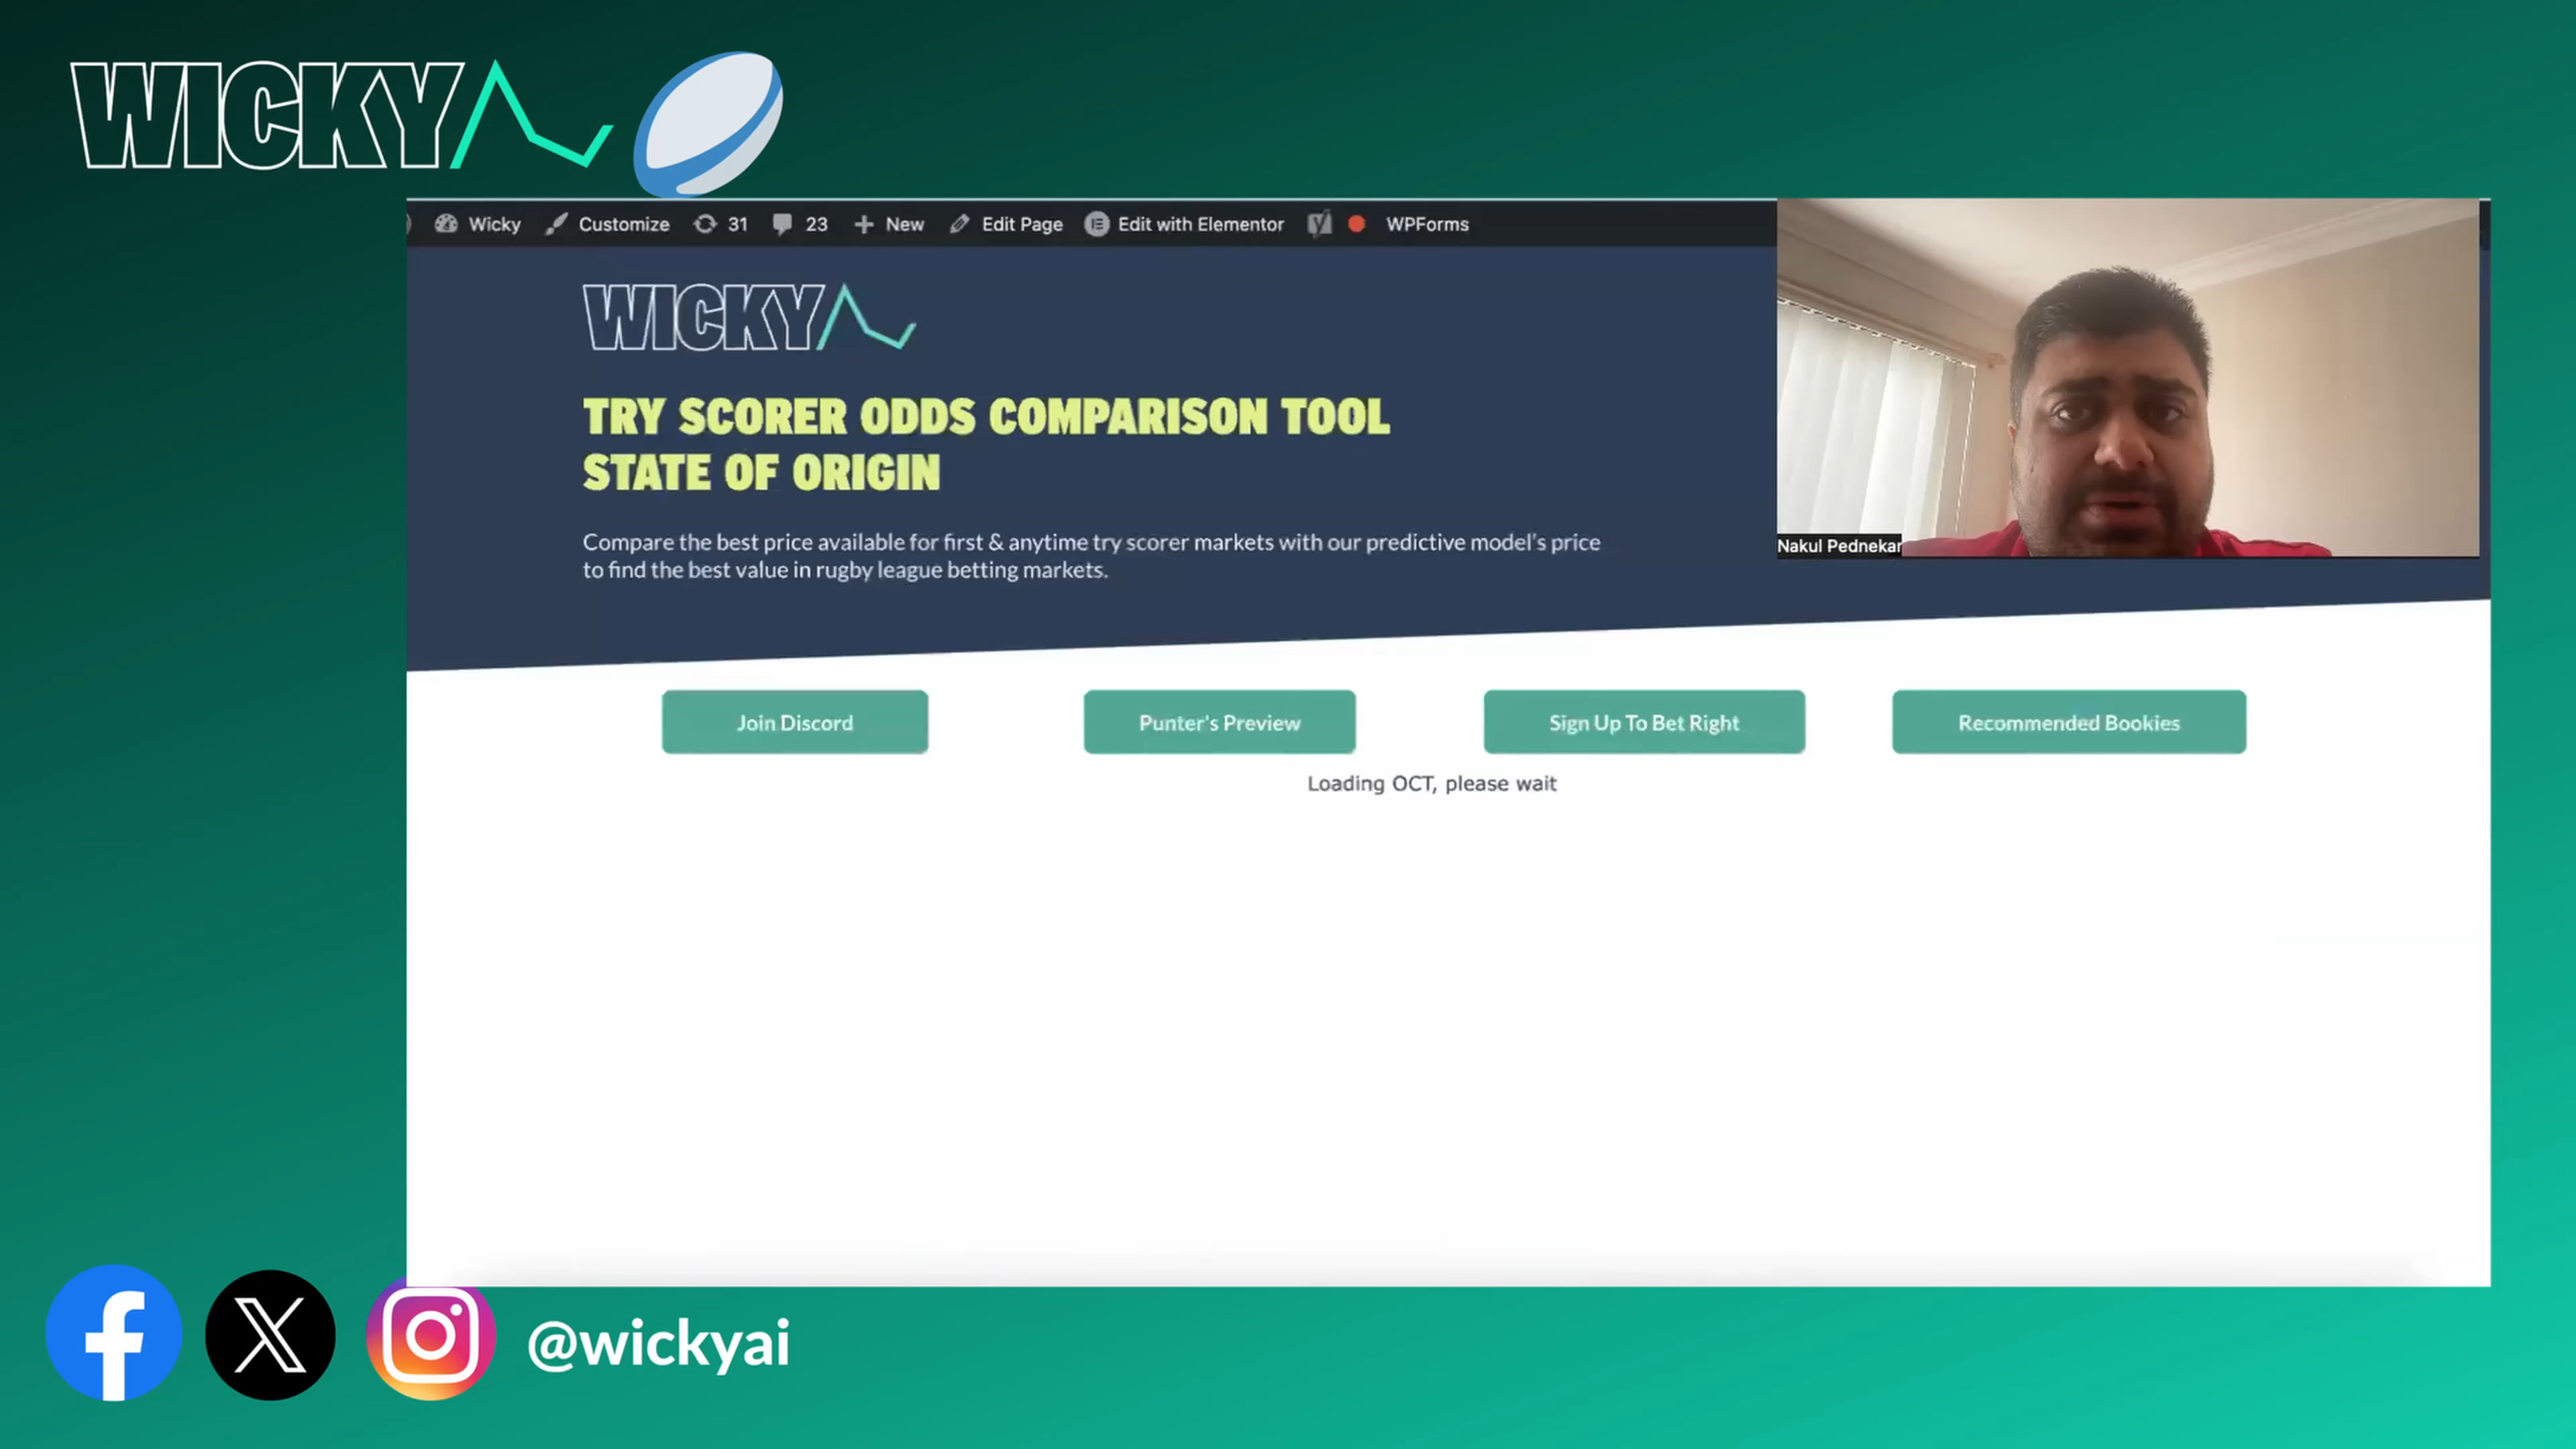 WICKY
Wicky Customize 31 23 New Edit Page Edit with Elementor WPForms
WICKY
TRY SCORER ODDS COMPARISON TOOL
STATE OF ORIGIN
Compare the best price available for first & anytime try scorer markets with our predictive model's price
to find the best value in rugby league betting markets.
Nakul Pednekar
Join Discord
Punter's Preview
Sign Up To Bet Right
Recommended Bookies
Loading OCT, please wait
@wickyai